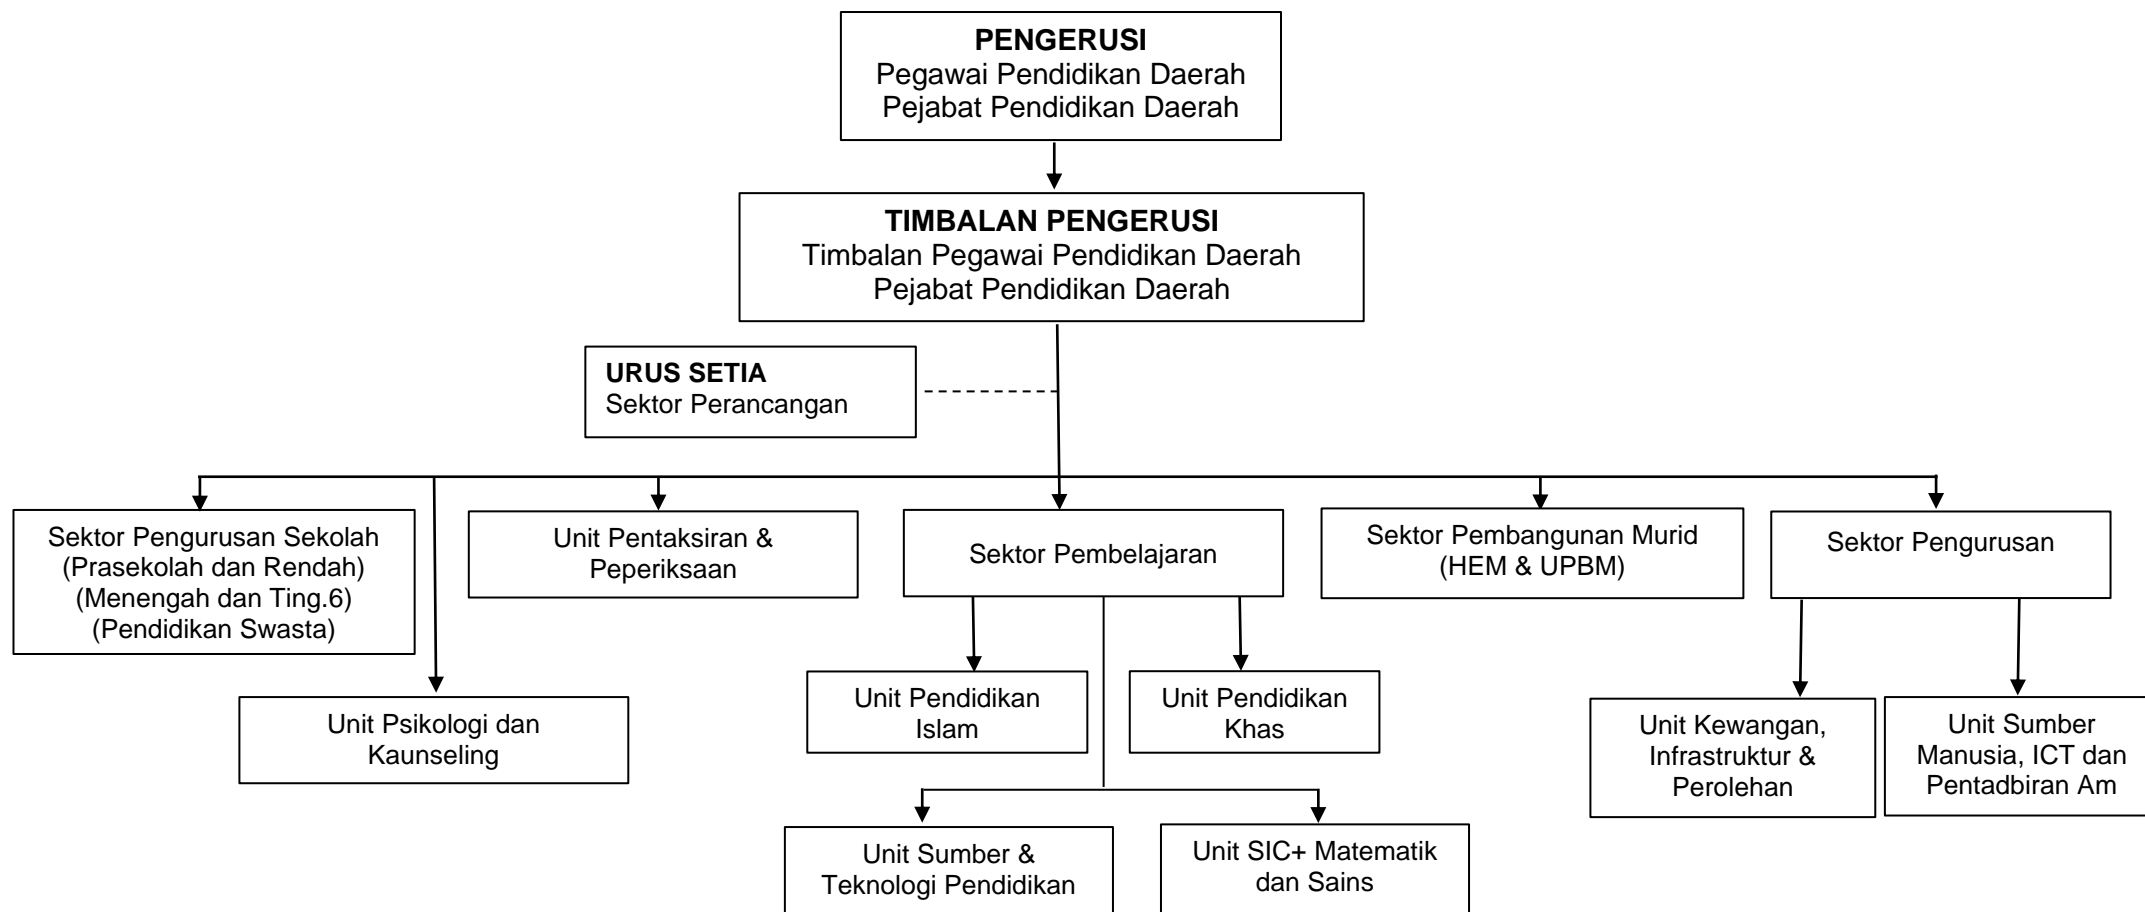 PENGERUSI
Pegawai Pendidikan Daerah
Pejabat Pendidikan Daerah
TIMBALAN PENGERUSI
Timbalan Pegawai Pendidikan Daerah
Pejabat Pendidikan Daerah
URUS SETIA
Sektor Perancangan
Sektor Pengurusan Sekolah
(Prasekolah dan Rendah)
(Menengah dan Ting.6)
(Pendidikan Swasta)
Unit Pentaksiran &
Peperiksaan
Sektor Pembelajaran
Sektor Pembangunan Murid
(HEM & UPBM)
Sektor Pengurusan
Unit Psikologi dan
Kaunseling
Unit Pendidikan
Islam
Unit Pendidikan
Khas
Unit Kewangan,
Infrastruktur &
Perolehan
Unit Sumber
Manusia, ICT dan
Pentadbiran Am
Unit Sumber &
Teknologi Pendidikan
Unit SIC+ Matematik
dan Sains